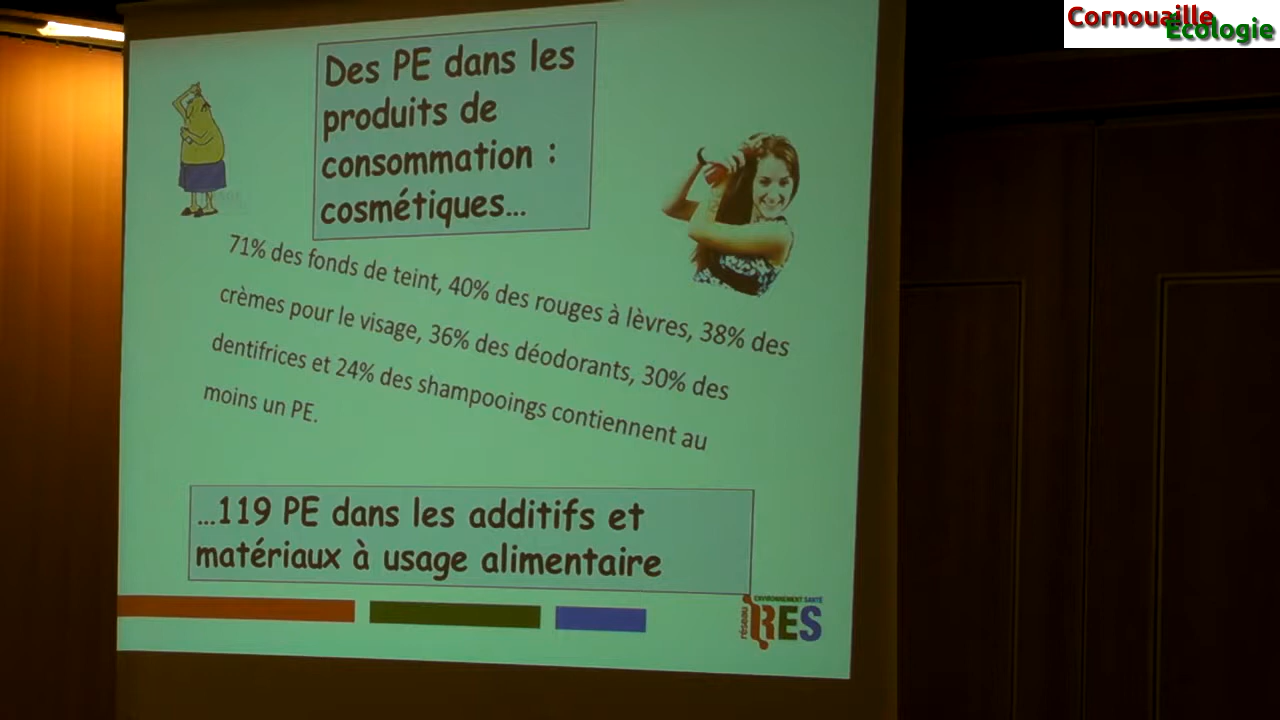 Cornouaille
Écologie
Des PE dans les
produits de
consommation :
cosmétiques...
71% des fonds de teint, 40% des rouges à lèvres, 38% des
crèmes pour le visage, 36% des déodorants, 30% des
dentifrices et 24% des shampooings contiennent au
moins un PE.
...119 PE dans les additifs et
matériaux à usage alimentaire
ENVIRONNEMENT SANTÉ
réseau
RES